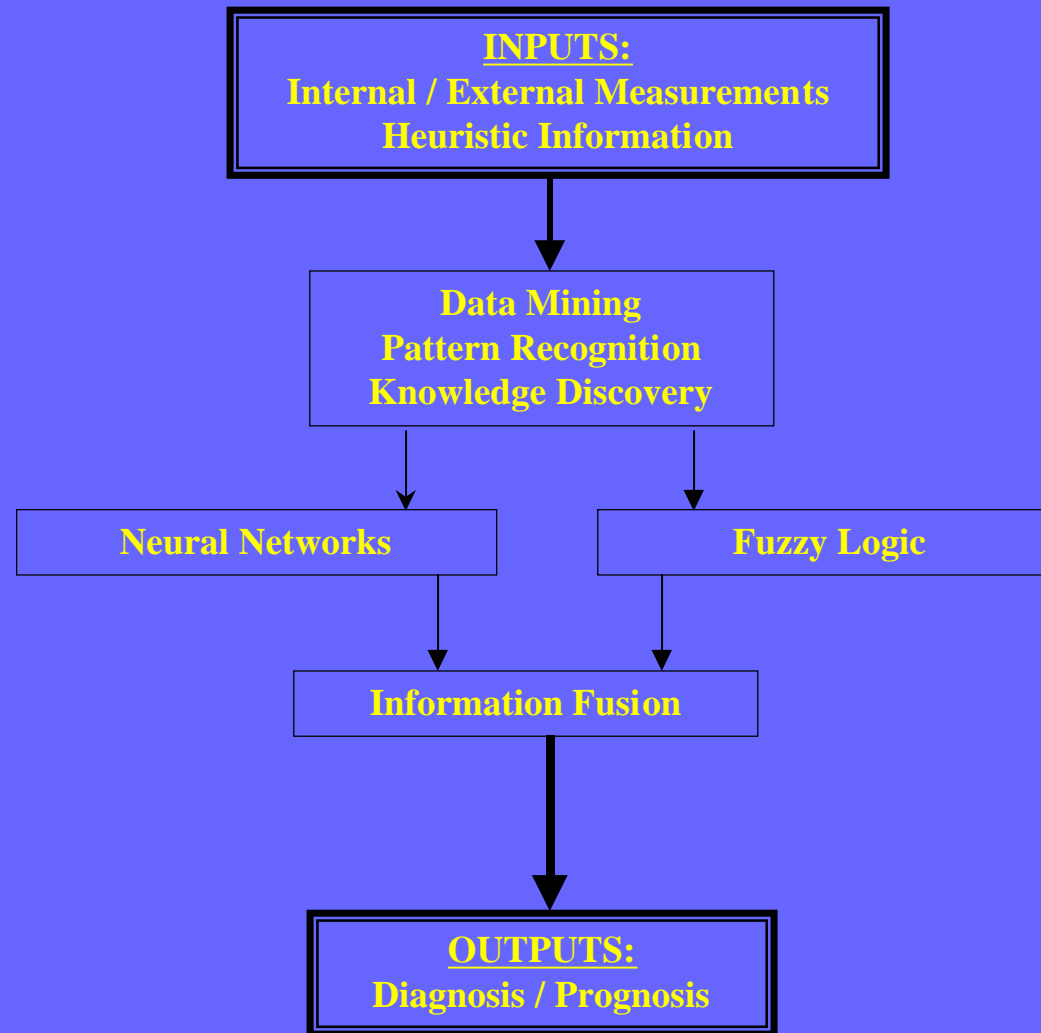 INPUTS:
Internal / External Measurements
Heuristic Information
Data Mining
Pattern Recognition
Knowledge Discovery
Neural Networks
Fuzzy Logic
Information Fusion
OUTPUTS:
Diagnosis / Prognosis